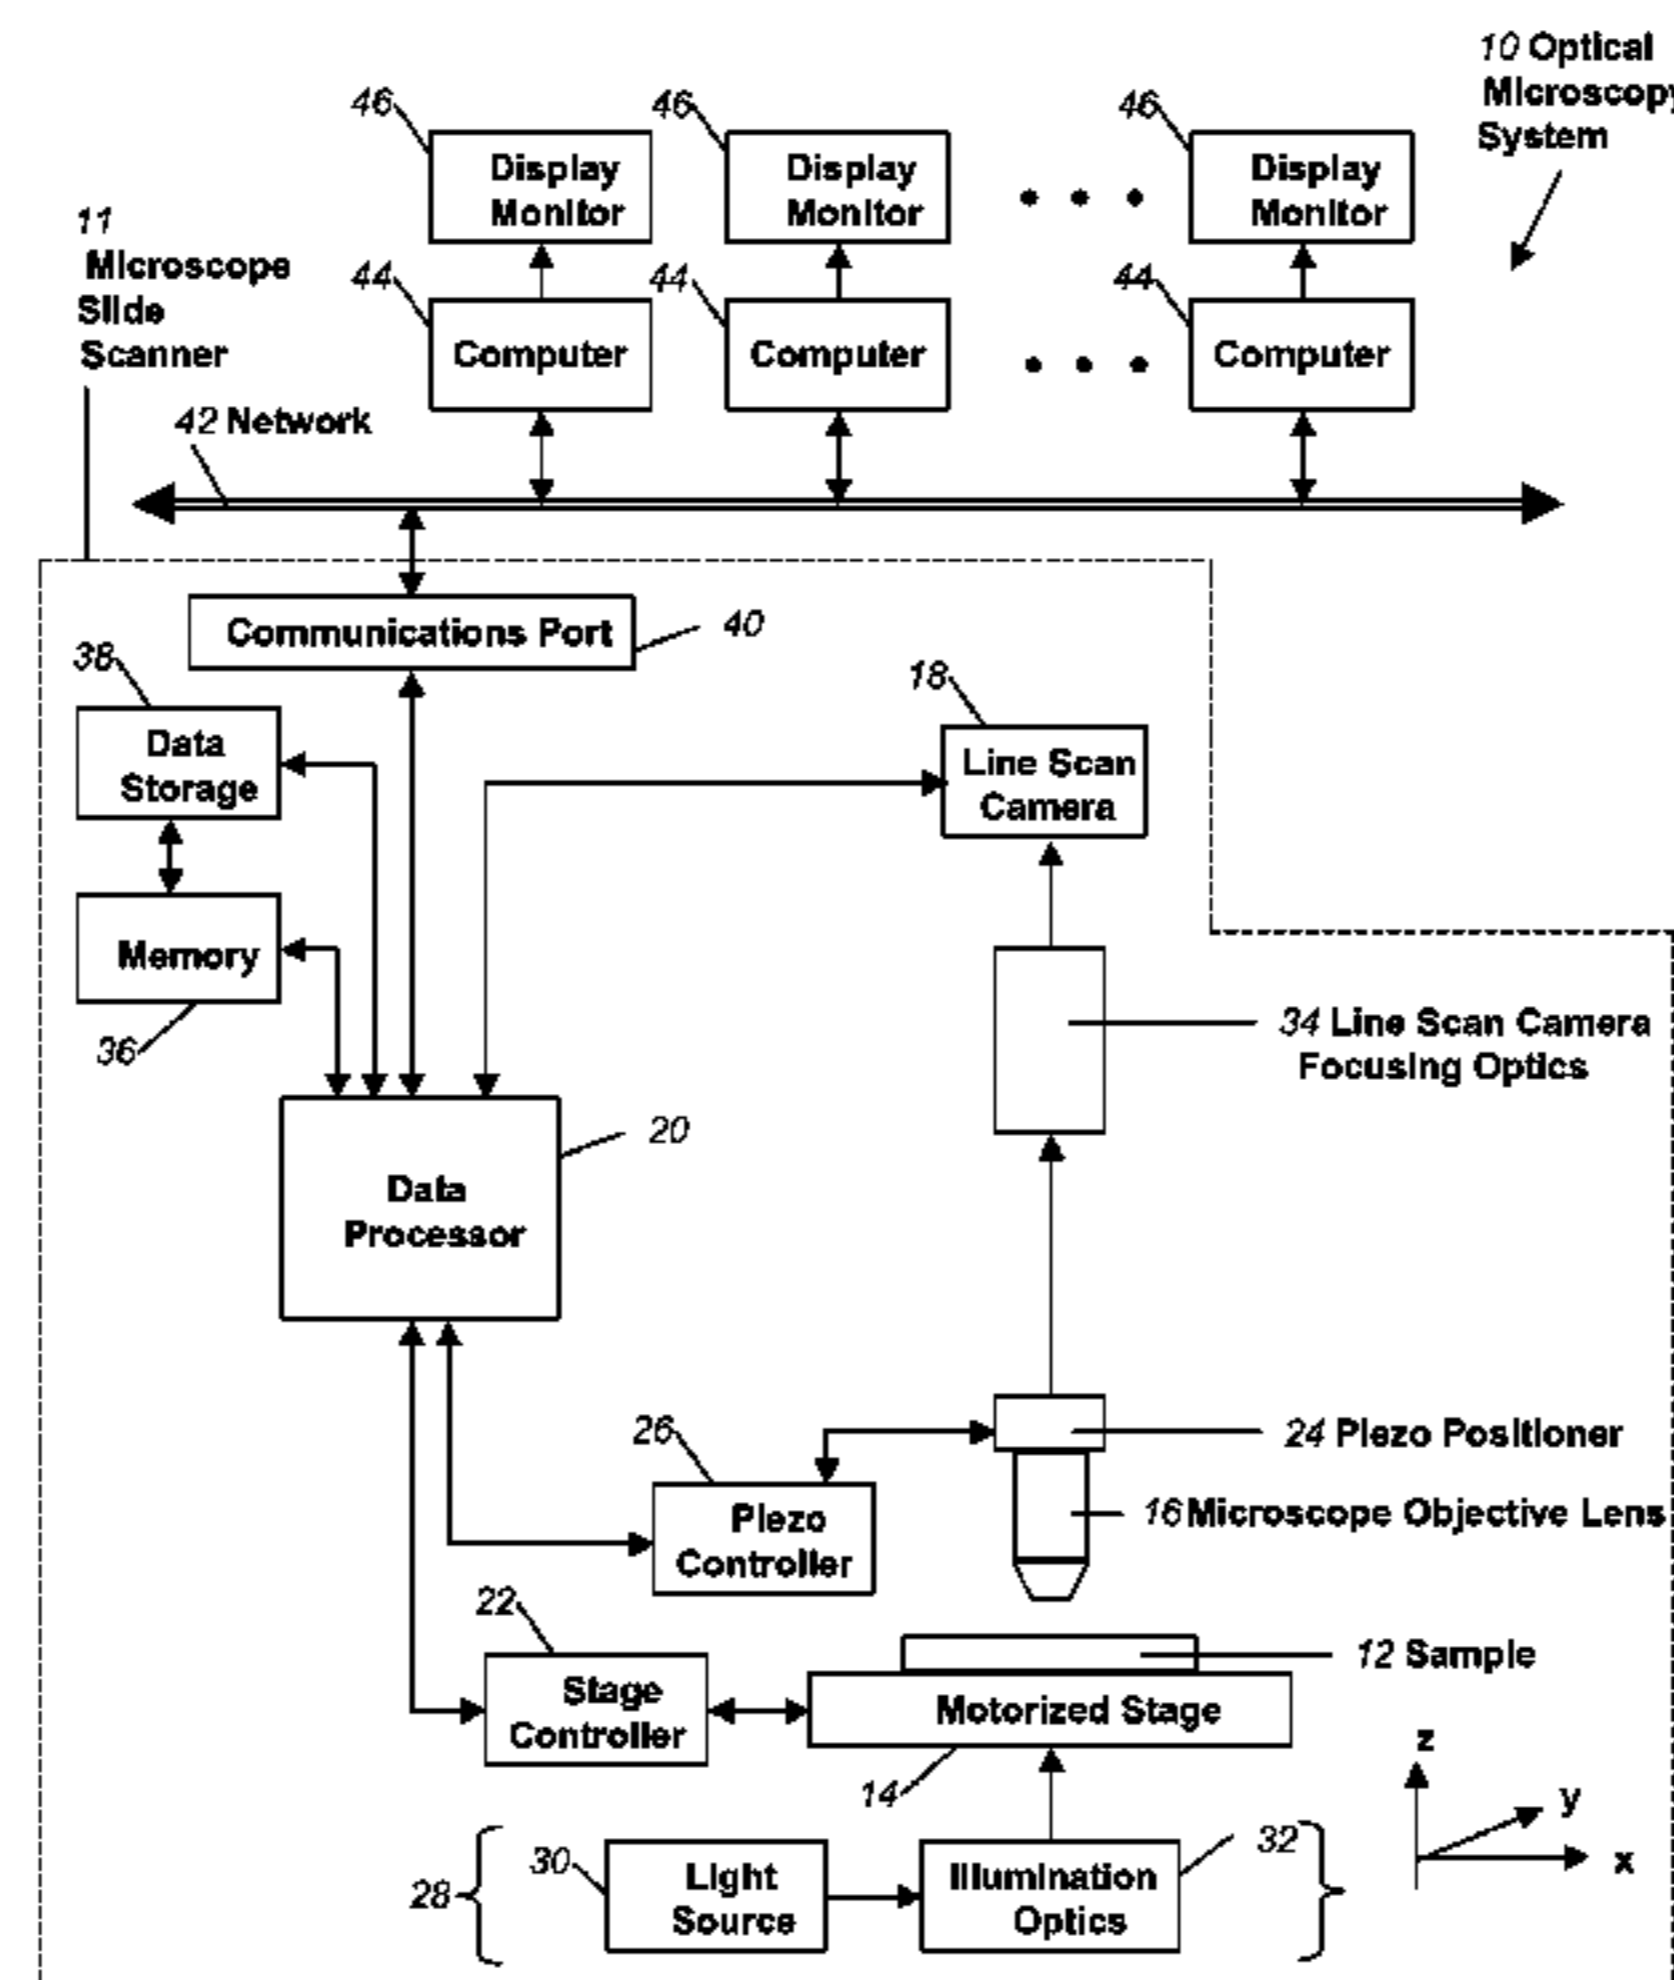 10 Optical
Microscopy
System
46
46
46
Display
Monitor
Display
Monitor
Display
Monitor
11
Microscope
Slide
Scanner
44
44
44
Computer
Computer
Computer
42 Network
Communications Port
40
38
Data
Storage
18
Line Scan
Camera
Memory
36
34 Line Scan Camera
Focusing Optics
20
Data
Processor
26
24 Piezo Positioner
Piezo
Controller
16 Microscope Objective Lens
22
Stage
Controller
12 Sample
Motorized Stage
14
z
y
x
28
30
Light
Source
Illumination
Optics
32